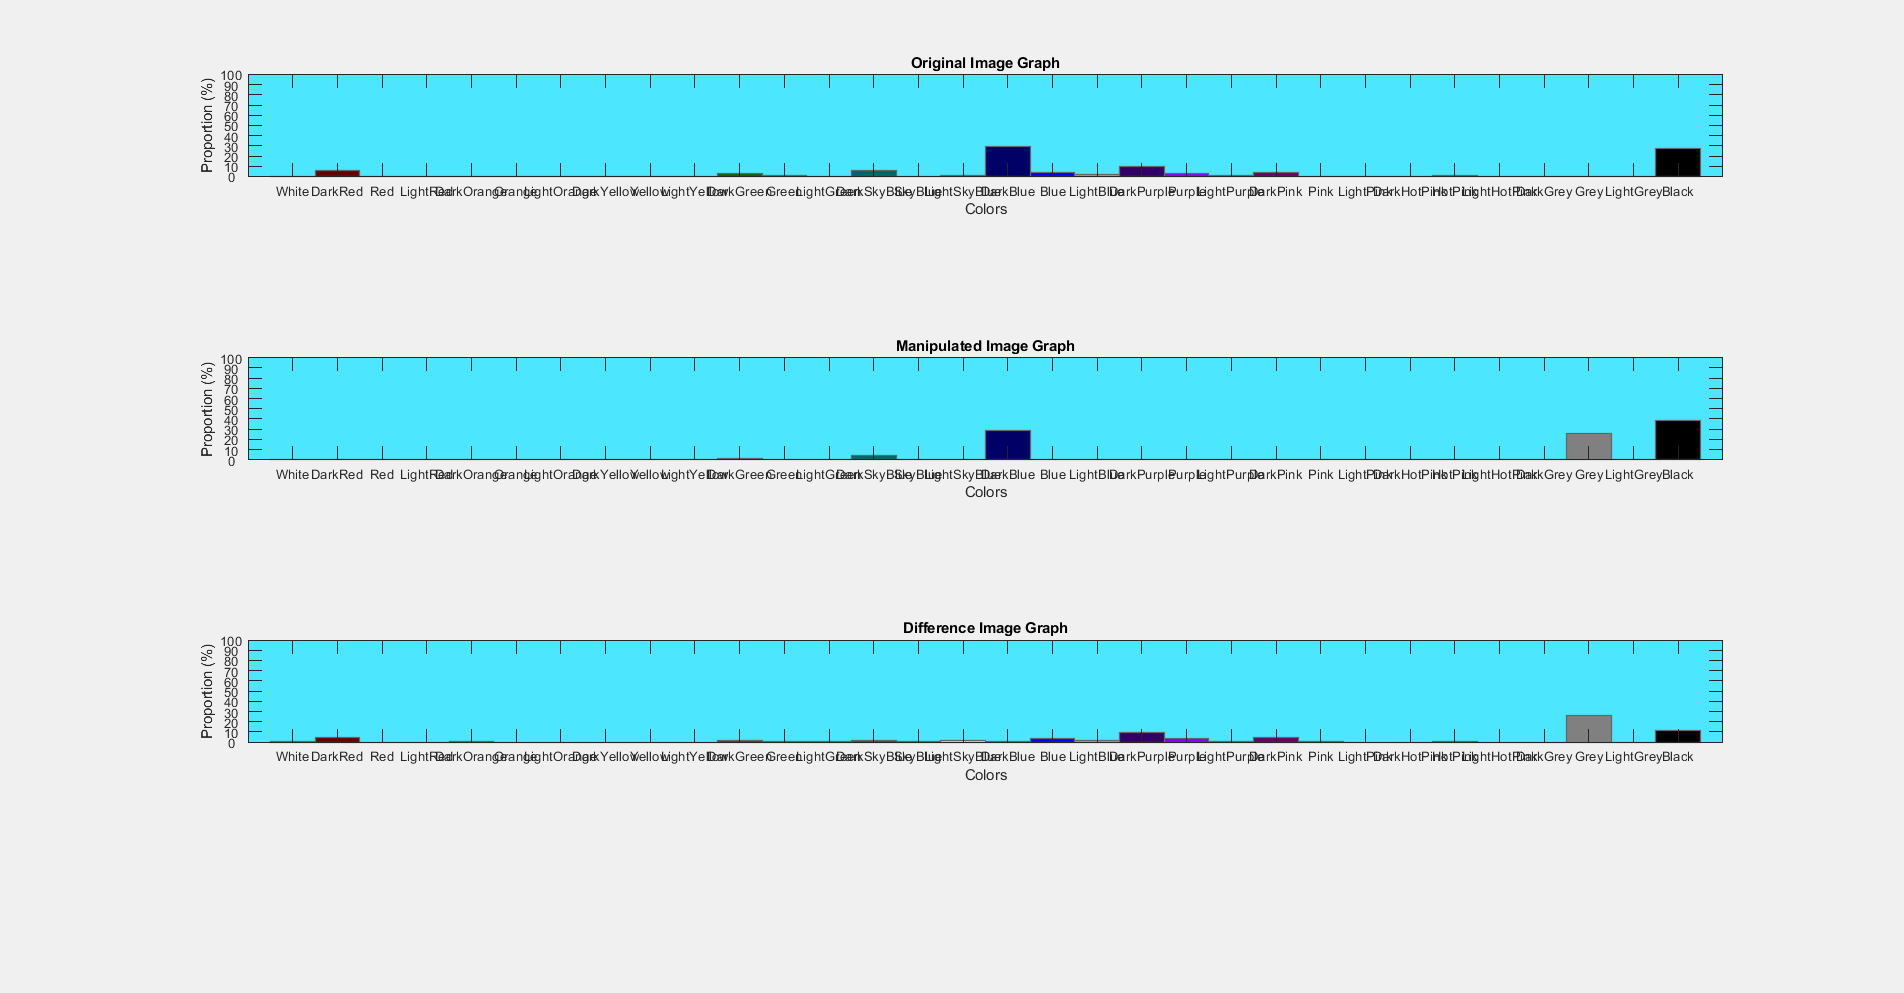 Original Image Graph
100
90
80
70
60
50
40
30
20
10
0
Proportion (%)
White DarkRed Red LightRed DarkOrange Orange LightOrange DarkYellow Yellow LightYellow DarkGreen Green LightGreen DarkSkyBlue SkyBlue LightSkyBlue DarkBlue Blue LightBlue DarkPurple Purple LightPurple DarkPink Pink LightPink DarkHotPink HotPink LightHotPink DarkGrey Grey LightGrey Black
Colors
Manipulated Image Graph
100
90
80
70
60
50
40
30
20
10
0
Proportion (%)
White DarkRed Red LightRed DarkOrange Orange LightOrange DarkYellow Yellow LightYellow DarkGreen Green LightGreen DarkSkyBlue SkyBlue LightSkyBlue DarkBlue Blue LightBlue DarkPurple Purple LightPurple DarkPink Pink LightPink DarkHotPink HotPink LightHotPink DarkGrey Grey LightGrey Black
Colors
Difference Image Graph
100
90
80
70
60
50
40
30
20
10
0
Proportion (%)
White DarkRed Red LightRed DarkOrange Orange LightOrange DarkYellow Yellow LightYellow DarkGreen Green LightGreen DarkSkyBlue SkyBlue LightSkyBlue DarkBlue Blue LightBlue DarkPurple Purple LightPurple DarkPink Pink LightPink DarkHotPink HotPink LightHotPink DarkGrey Grey LightGrey Black
Colors